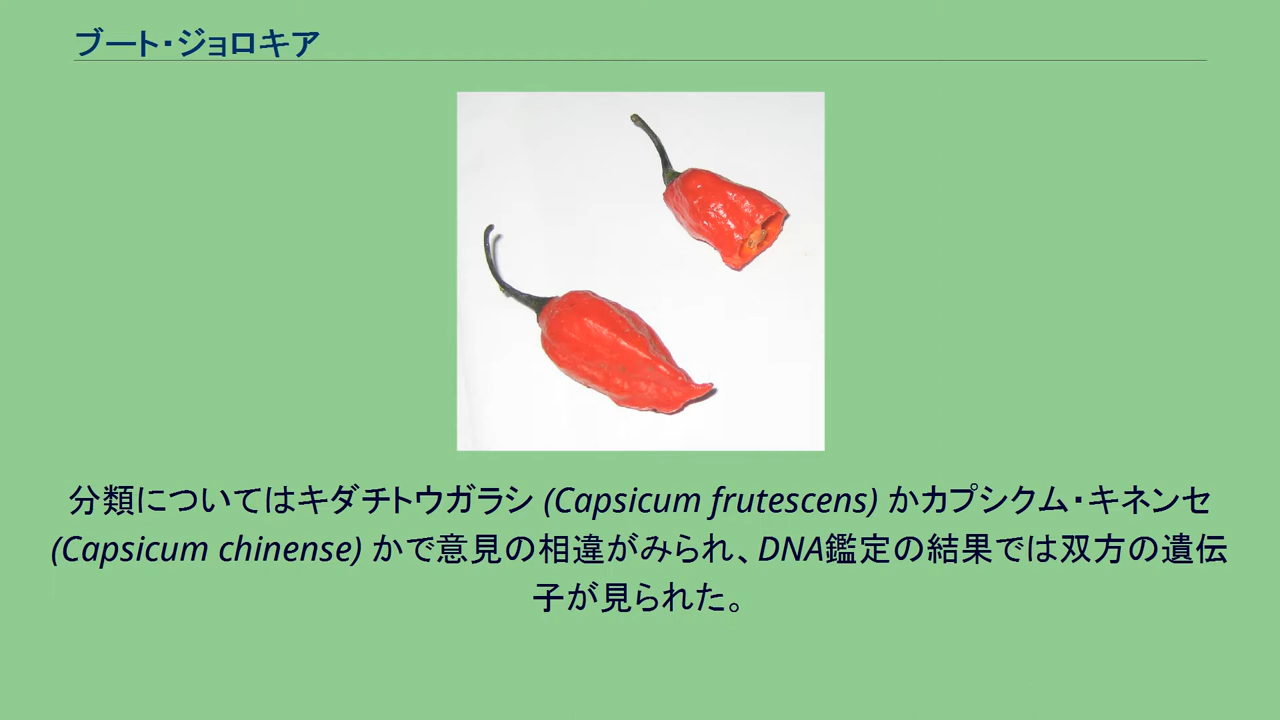 ブート・ジョロキア
分類についてはキダチトウガラシ (Capsicum frutescens) かカプシクム・キネンセ
(Capsicum chinense) かで意見の相違がみられ、DNA鑑定の結果では双方の遺伝
子が見られた。